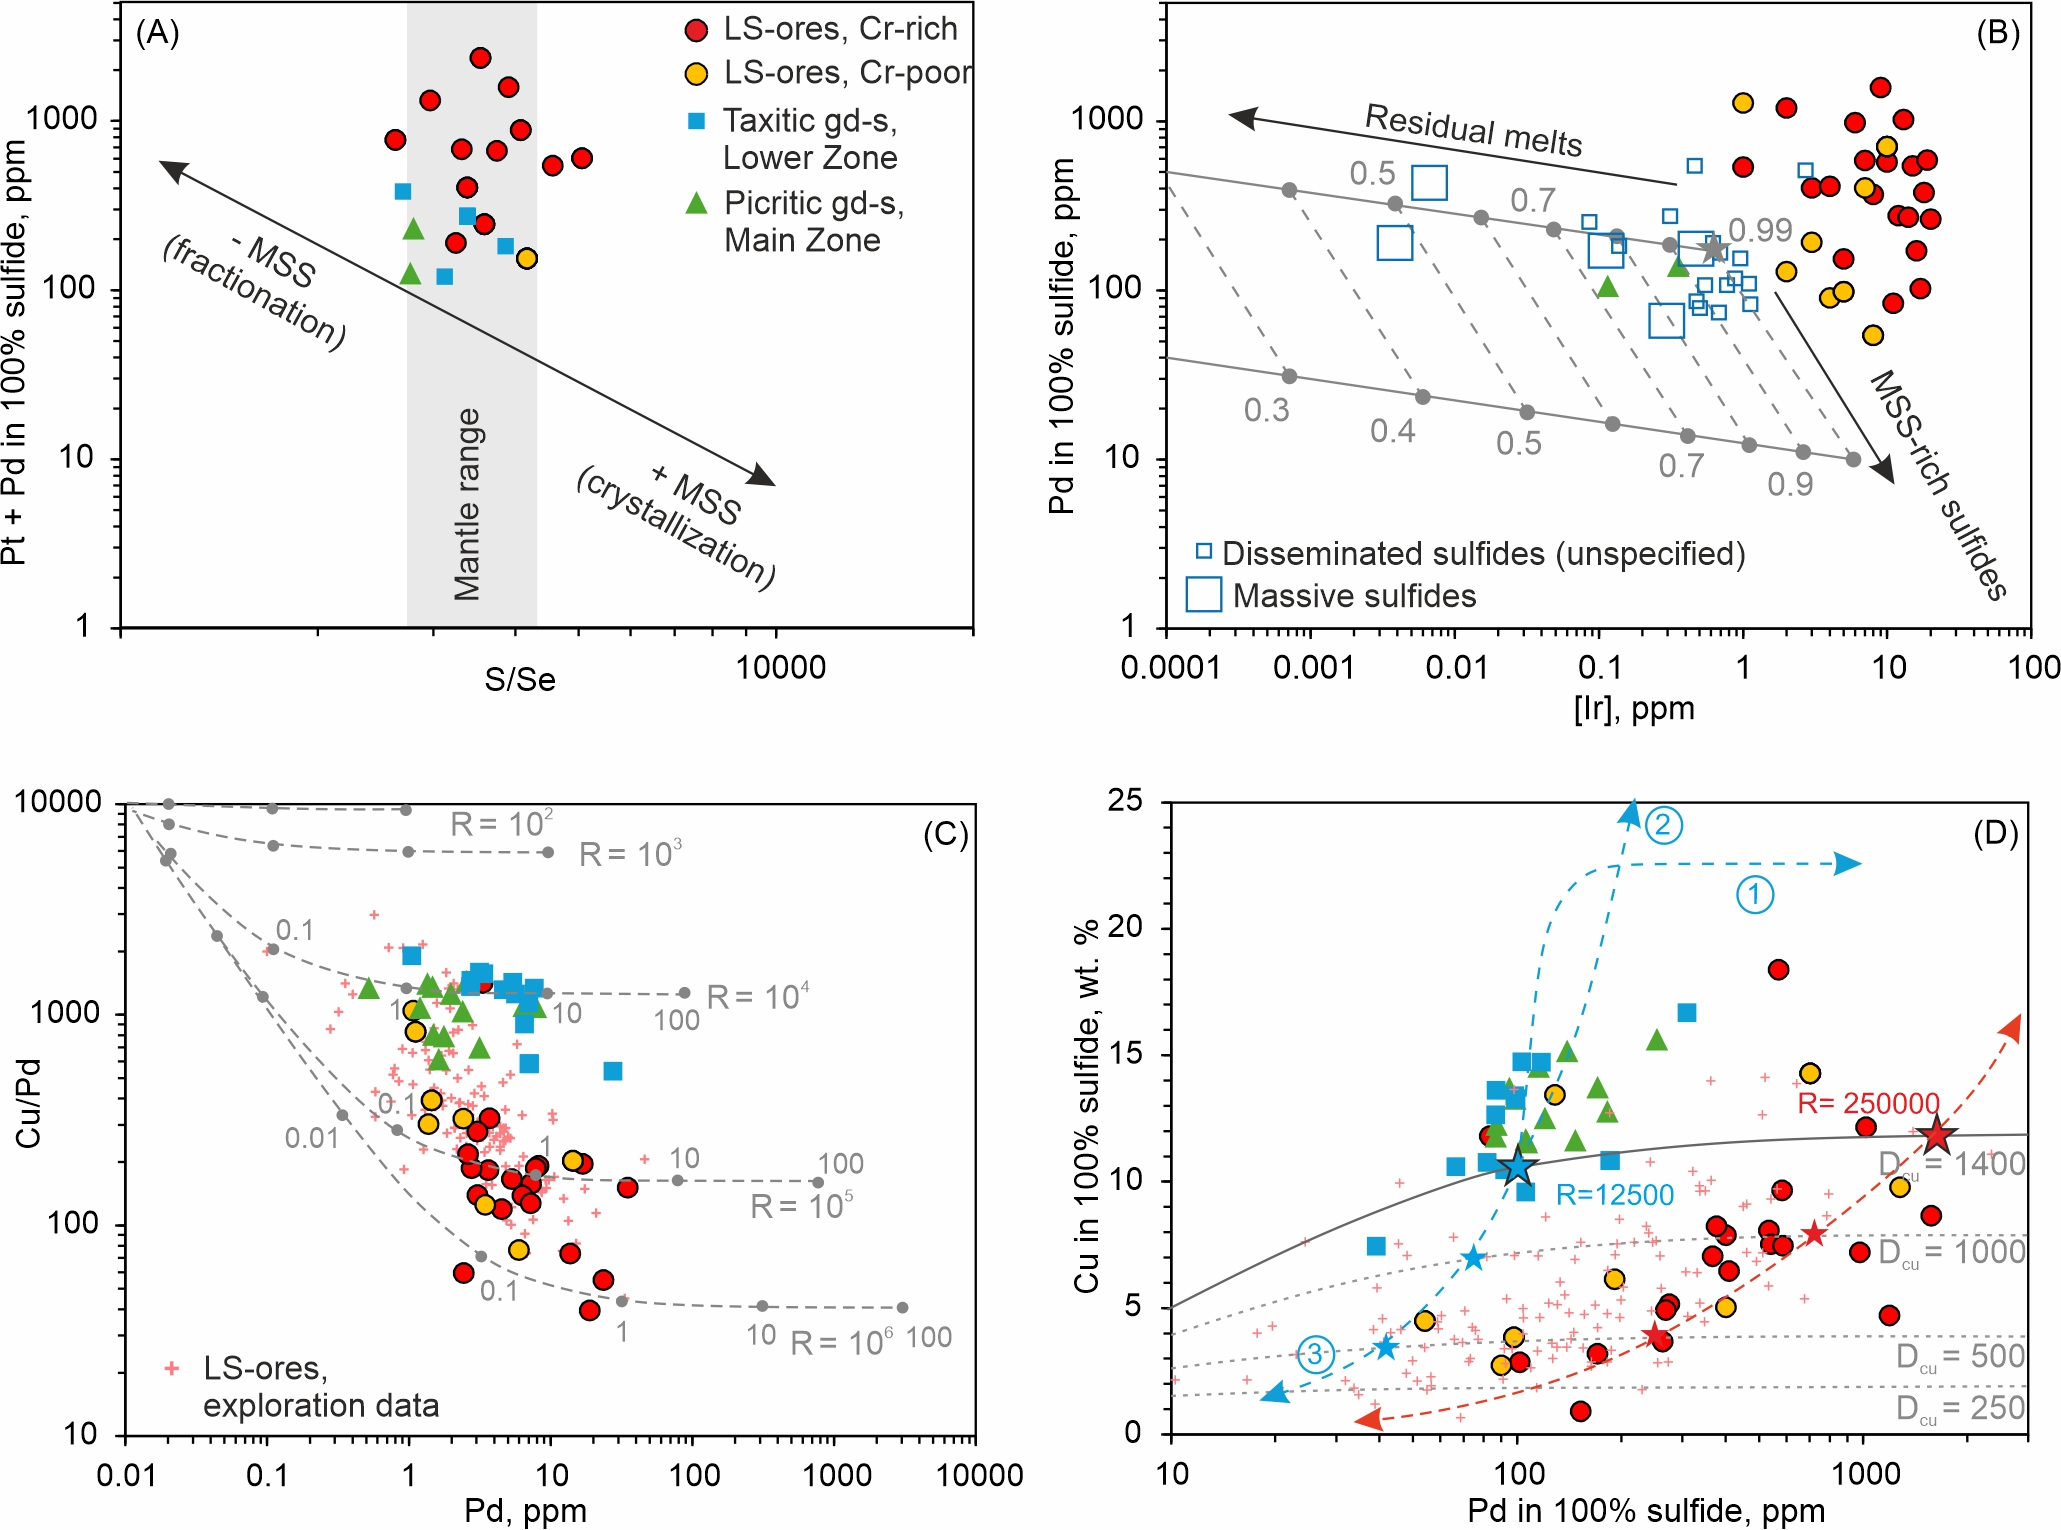 (A)
LS-ores, Cr-rich
LS-ores, Cr-poor
Taxitic gd-s,
Lower Zone
Picritic gd-s,
Main Zone
1000
100
10
1
Pt + Pd in 100% sulfide, ppm
- MSS
(fractionation)
Mantle range
+ MSS
(crystallization)
S/Se
10000
(B)
Residual melts
0.5
0.7
0.99
0.3
0.4
0.5
0.7
0.9
MSS-rich sulfides
Disseminated sulfides (unspecified)
Massive sulfides
1000
100
10
1
Pd in 100% sulfide, ppm
0.0001
0.001
0.01
0.1
1
10
100
[Ir], ppm
(C)
R = 10²
R = 10³
0.1
1
10
100
R = 10⁴
0.1
0.01
1
10
100
R = 10⁵
0.1
1
10
R = 10⁶
100
LS-ores,
exploration data
10000
1000
100
10
Cu/Pd
0.01
0.1
1
10
100
1000
10000
Pd, ppm
(D)
2
1
R= 250000
D cu = 1400
R=12500
D cu = 1000
3
D cu = 500
D cu = 250
25
20
15
10
5
0
Cu in 100% sulfide, wt. %
10
100
1000
Pd in 100% sulfide, ppm